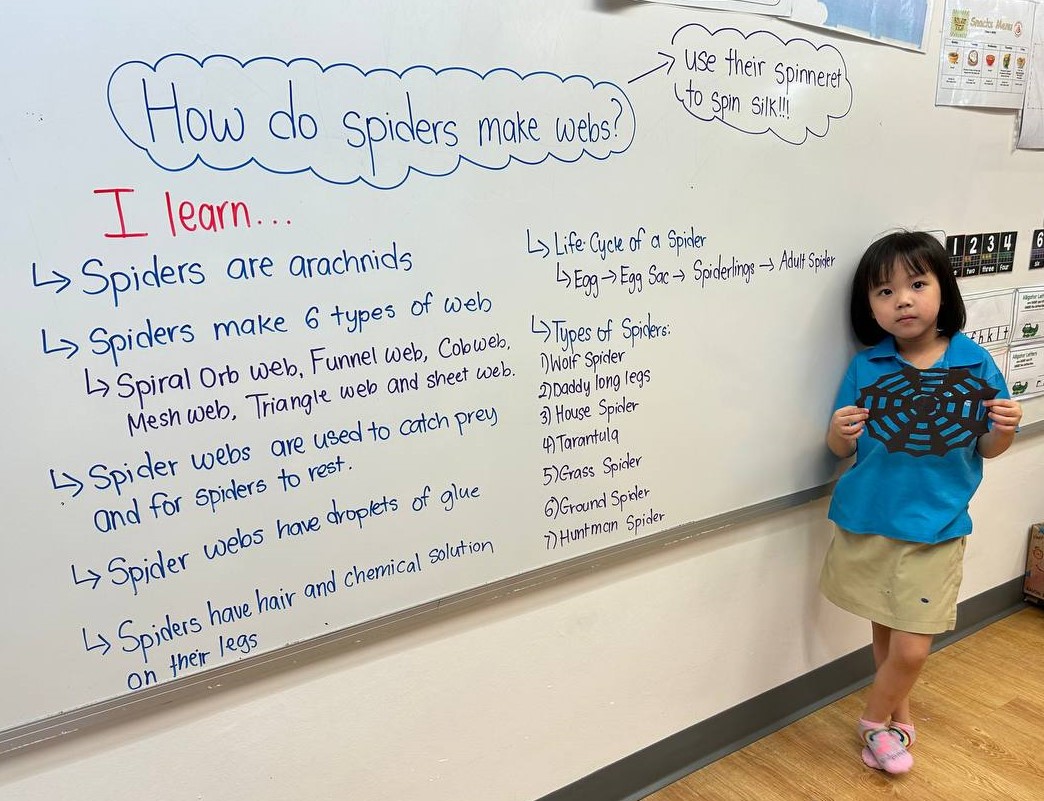 How do spiders make webs?
use their spinneret
to spin silk!!!
I learn...
↳ Spiders are arachnids
↳ Spiders make 6 types of web
↳ Spiral Orb web, Funnel web, Cobweb,
Mesh web, Triangle web and sheet web.
↳ Spider webs are used to catch prey
and for spiders to rest.
↳ Spider webs have droplets of glue
↳ Spiders have hair and chemical solution
on their legs
↳ Life Cycle of a Spider
↳ Egg → Egg Sac → Spiderlings → Adult Spider
↳ Types of Spiders:
1) Wolf Spider
2) Daddy long legs
3) House Spider
4) Tarantula
5) Grass Spider
6) Ground Spider
7) Huntman Spider
Snacks Menu
1 2 3 4
two three four
6
Alligator Letters
Alligator Letters